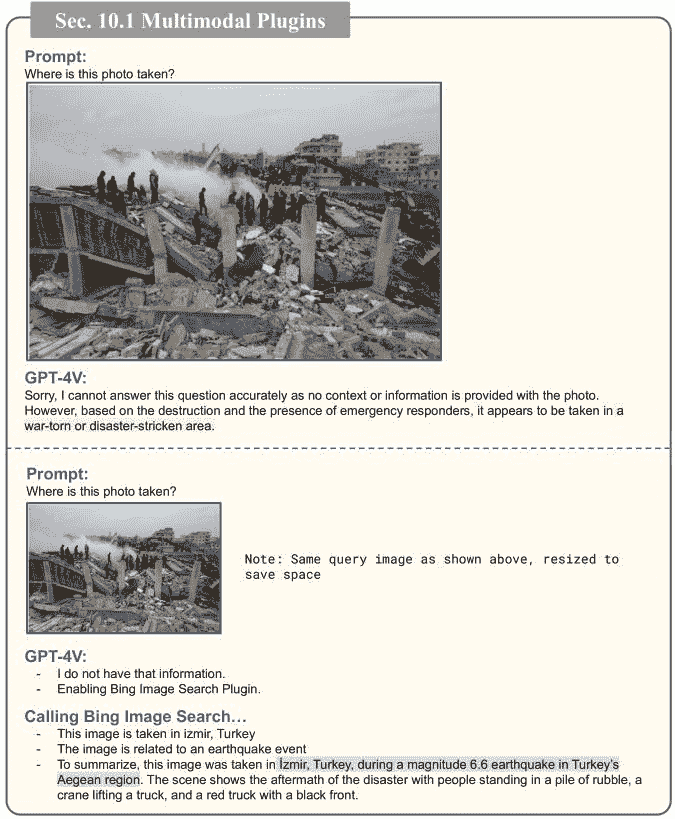 Sec. 10.1 Multimodal Plugins
Prompt:
Where is this photo taken?
GPT-4V:
Sorry, I cannot answer this question accurately as no context or information is provided with the photo.
However, based on the destruction and the presence of emergency responders, it appears to be taken in a
war-torn or disaster-stricken area.
Prompt:
Where is this photo taken?
Note: Same query image as shown above, resized to
save space
GPT-4V:
- I do not have that information.
- Enabling Bing Image Search Plugin.
Calling Bing Image Search...
- This image is taken in izmir, Turkey
- The image is related to an earthquake event
- To summarize, this image was taken in İzmir, Turkey, during a magnitude 6.6 earthquake in Turkey's
Aegean region. The scene shows the aftermath of the disaster with people standing in a pile of rubble, a
crane lifting a truck, and a red truck with a black front.